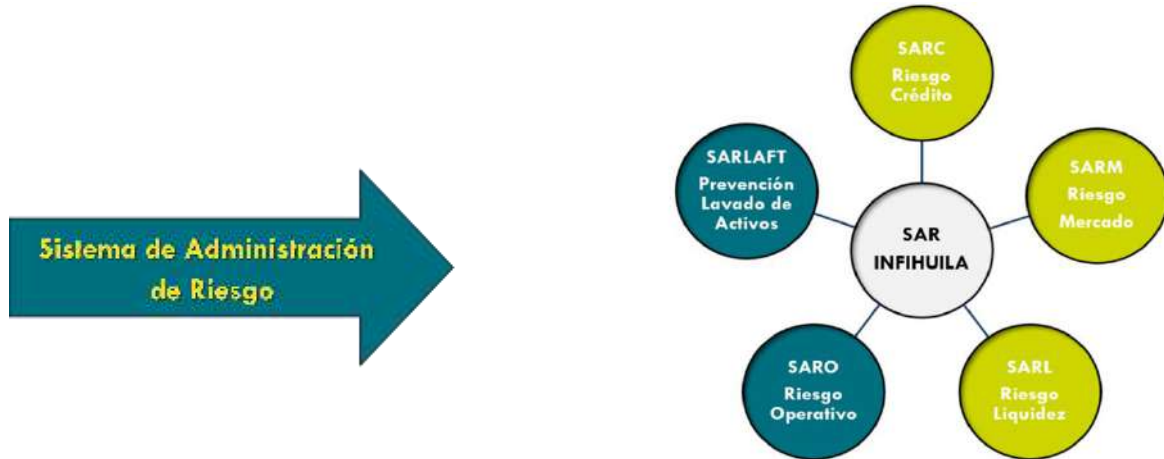 Sistema de Administración
de Riesgo
SARC
Riesgo
Crédito
SARLAFT
Prevención
Lavado de
Activos
SARM
Riesgo
Mercado
SAR
INFIHUILA
SARO
Riesgo
Operativo
SARL
Riesgo
Liquidez